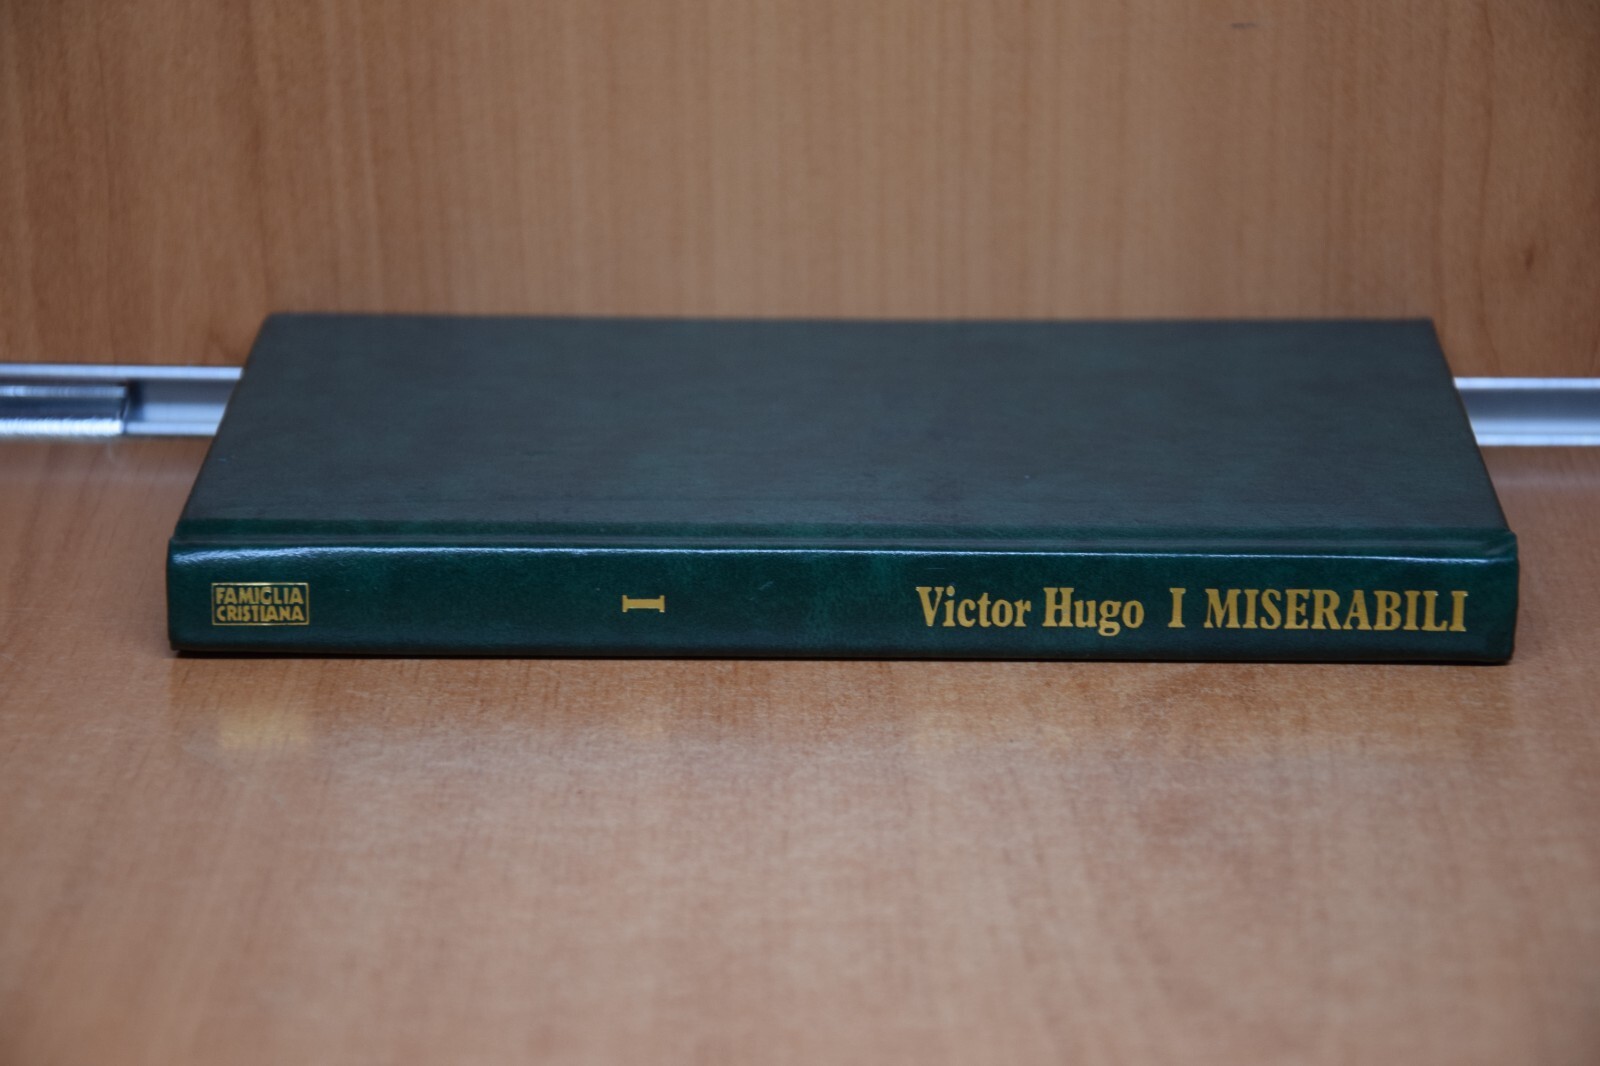 FAMIGLIA
CRISTIANA
I
Victor Hugo I MISERABILI